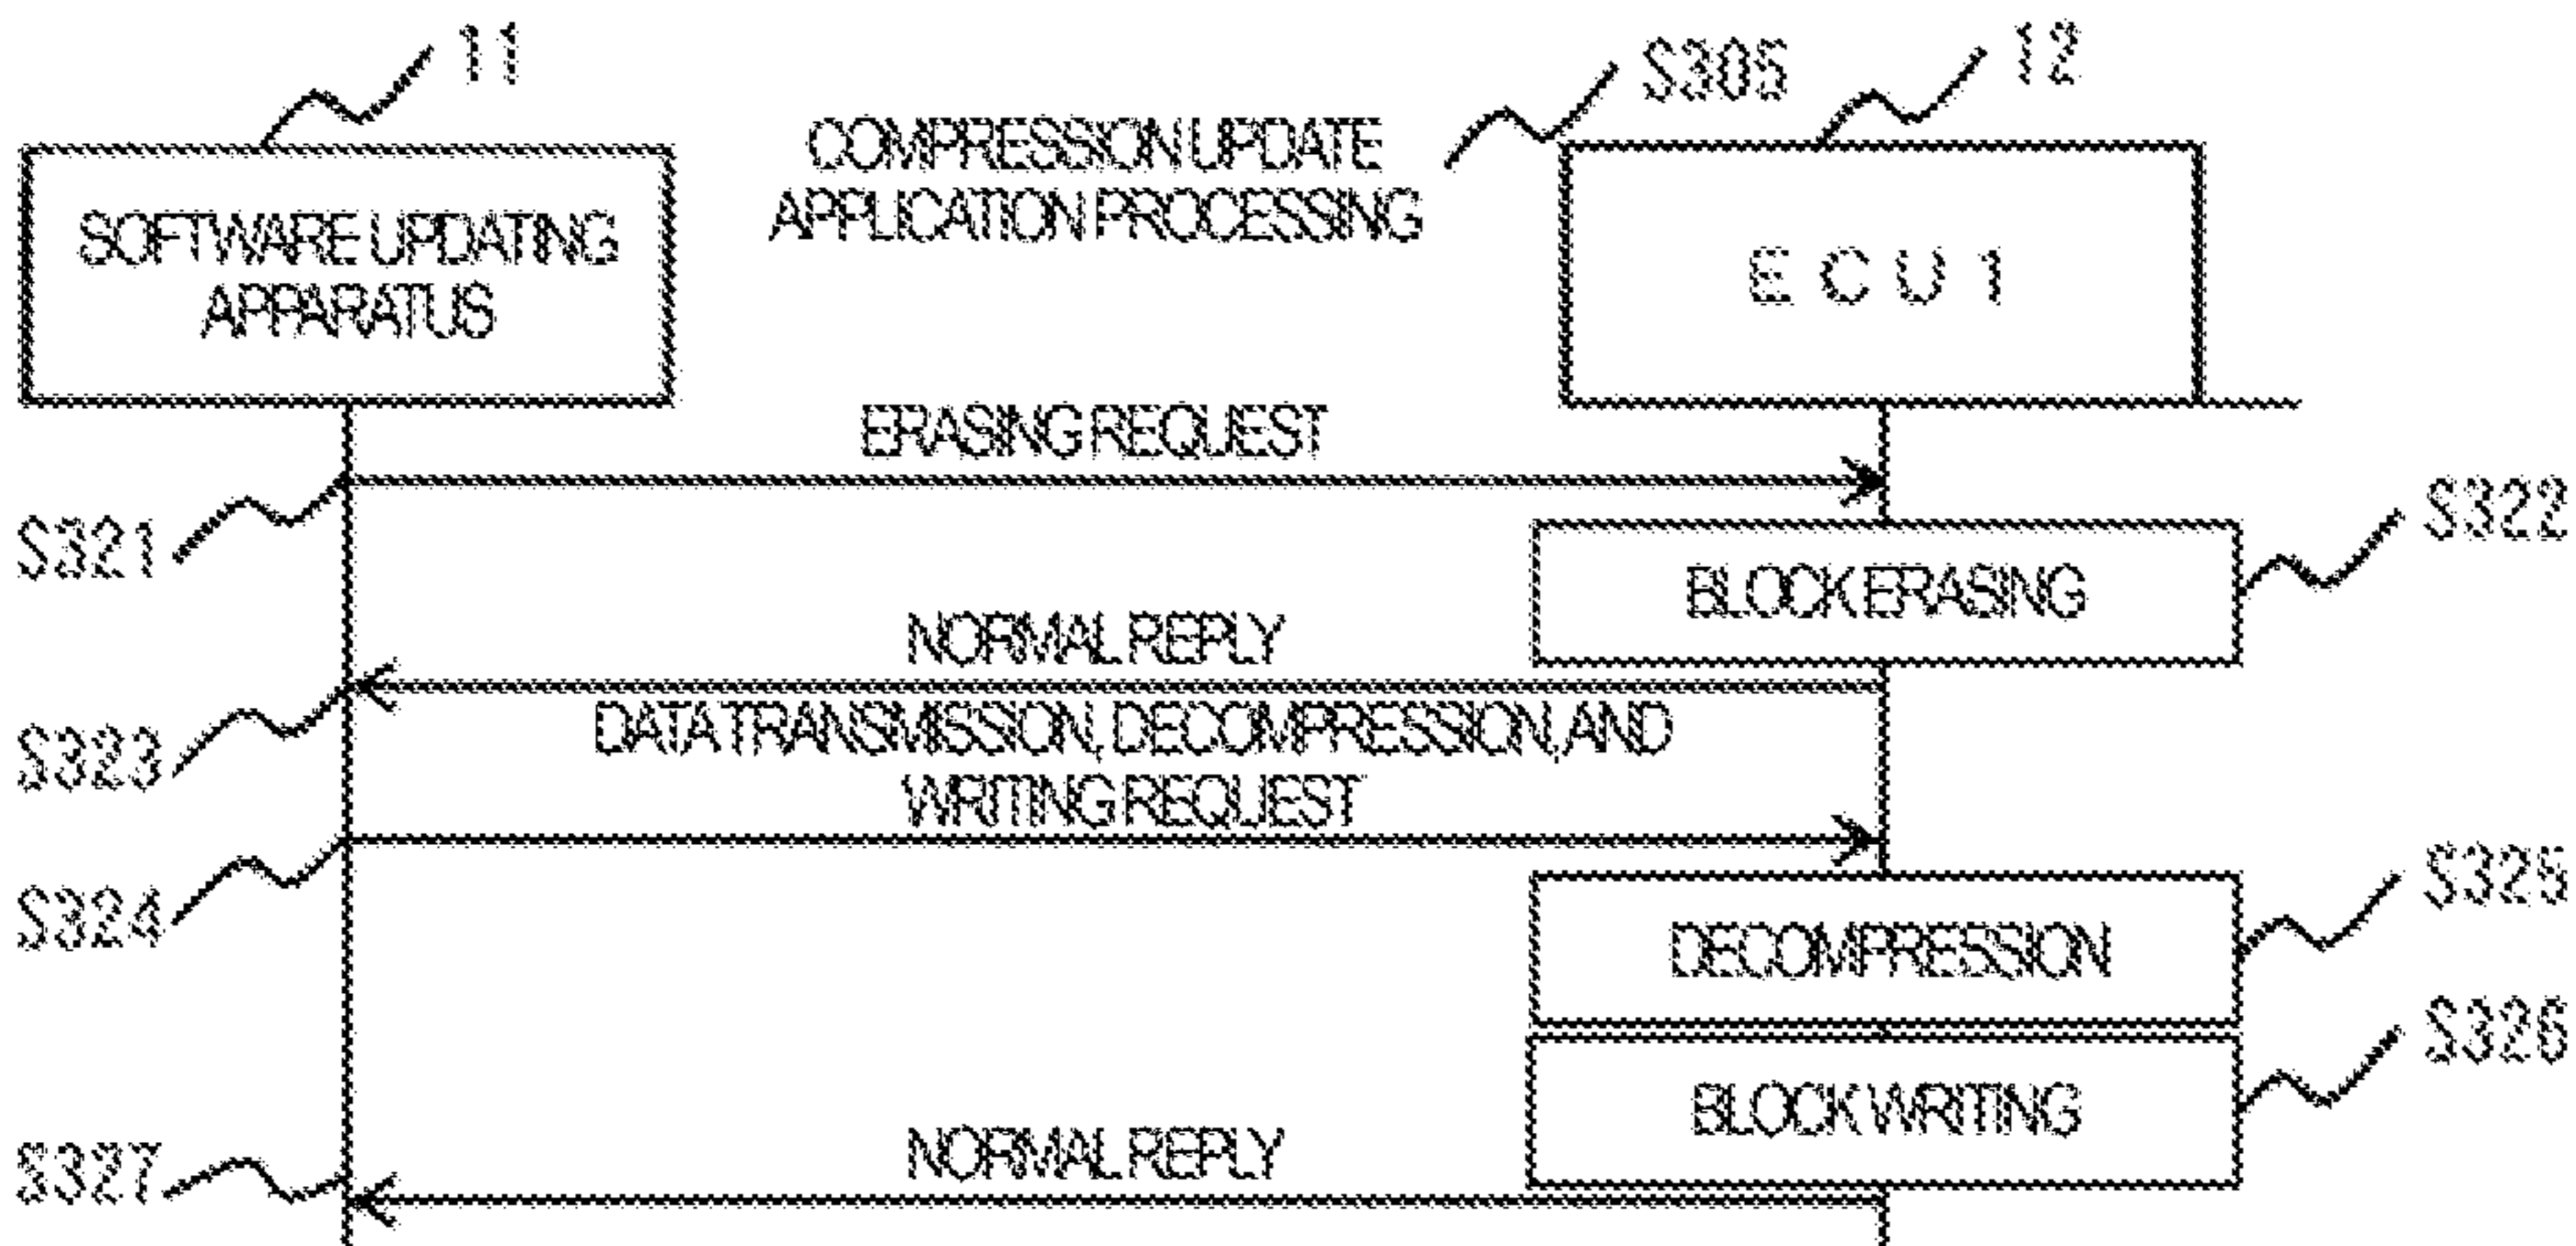 11
S305
12
COMPRESSION UPDATE
APPLICATION PROCESSING
SOFTWARE UPDATING
APPARATUS
ECU1
ERASING REQUEST
S321
S322
BLOCK ERASING
NORMAL REPLY
S323
DATA TRANSMISSION, DECOMPRESSION, AND
WRITING REQUEST
S324
S325
DECOMPRESSION
S326
BLOCK WRITING
NORMAL REPLY
S327